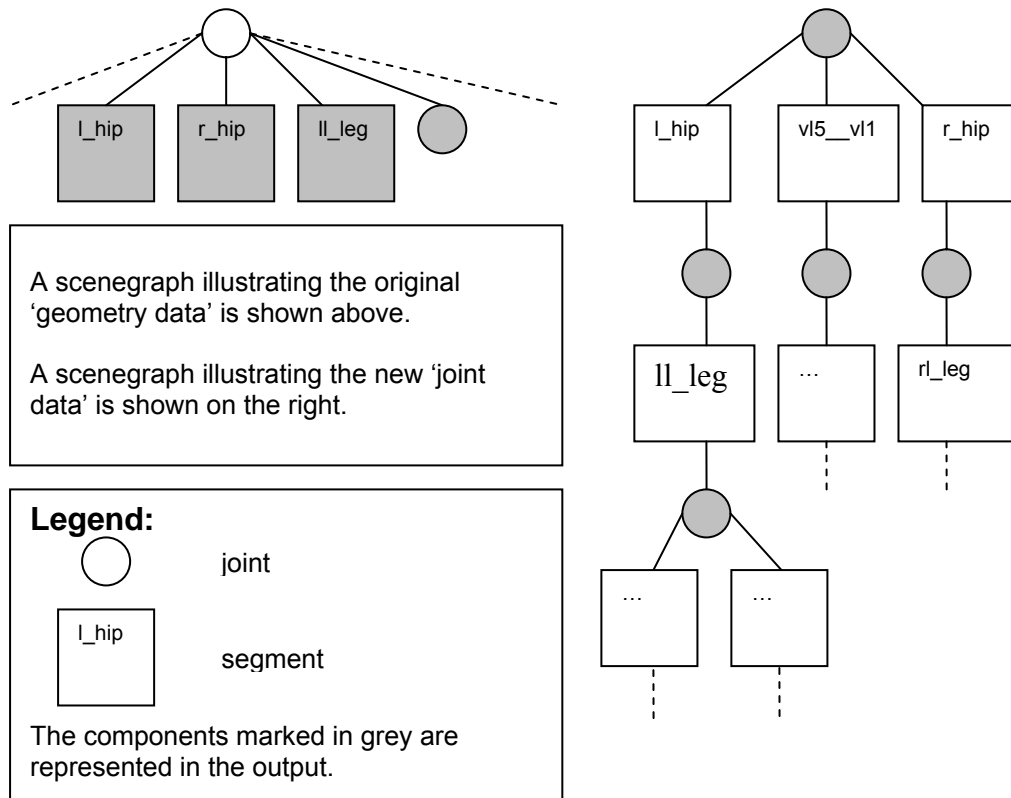 l_hip
r_hip
ll_leg
A scenegraph illustrating the original
‘geometry data’ is shown above.
A scenegraph illustrating the new ‘joint
data’ is shown on the right.
Legend:
joint
l_hip
segment
The components marked in grey are
represented in the output.
l_hip
vl5__vl1
r_hip
ll_leg
...
rl_leg
...
...